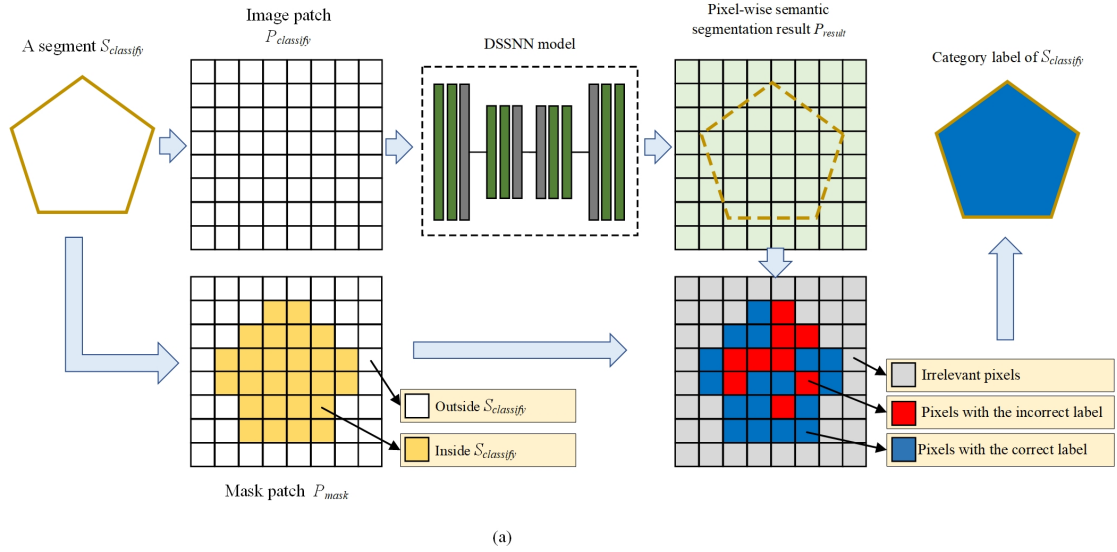 A segment S_classify
Image patch
P_classify
DSSNN model
Pixel-wise semantic
segmentation result P_result
Category label of S_classify
Outside S_classify
Inside S_classify
Irrelevant pixels
Pixels with the incorrect label
Pixels with the correct label
Mask patch P_mask
(a)